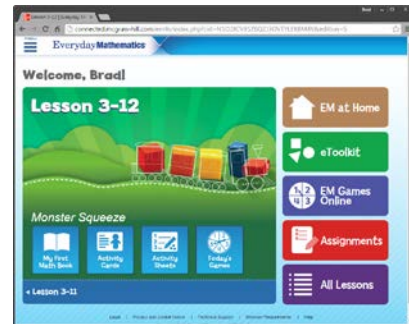 Everyday Mathematics
Welcome, Brad!
Lesson 3-12
Monster Squeeze
My First Math Book
Activity Cards
Activity Sheets
Today's Games
< Lesson 3-11
EM at Home
eToolkit
EM Games Online
Assignments
All Lessons